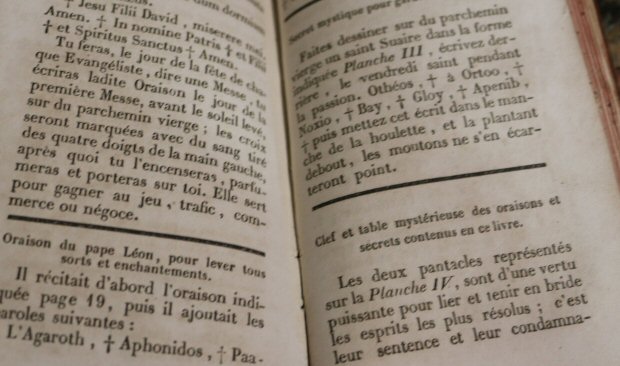 dum dormiam
† Jesu Filii David, miserere mei,
Amen. † In nomine Patris † et Filii
† et Spiritus Sanctus † Amen.
Tu feras, le jour de la fête de cha-
que Evangéliste, dire une Messe, tu
écriras ladite Oraison le jour de la
première Messe, avant le soleil levé,
sur du parchemin vierge; les croix
seront marquées avec du sang tiré
des quatre doigts de la main gauche,
après quoi tu l'encenseras, parfu-
meras et porteras sur toi. Elle sert
pour gagner au jeu, trafic, com-
merce ou négoce.
Oraison du pape Léon, pour lever tous
sorts et enchantements.
Il récitait d'abord l'oraison indi-
quée page 19, puis il ajoutait les
paroles suivantes :
L'Agaroth, † Aphonidos, † Paa-
Secret mystique pour
Faites dessiner sur du parchemin
vierge un saint Suaire dans la forme
indiquée Planche III, écrivez der-
rière, le vendredi saint pendant
la passion. Othéos, † à Ortoo, †
Noxio, † Bay, † Gloy, † Apenib,
† puis mettez cet écrit dans le man-
che de la houlette, et la plantant
debout, les moutons ne s'en écar-
teront point.
Clef et table mystérieuse des oraisons et
secrets contenus en ce livre.
Les deux pantacles représentés
sur la Planche IV, sont d'une vertu
puissante pour lier et tenir en bride
les esprits les plus résolus ; c'est
leur sentence et leur condamna-